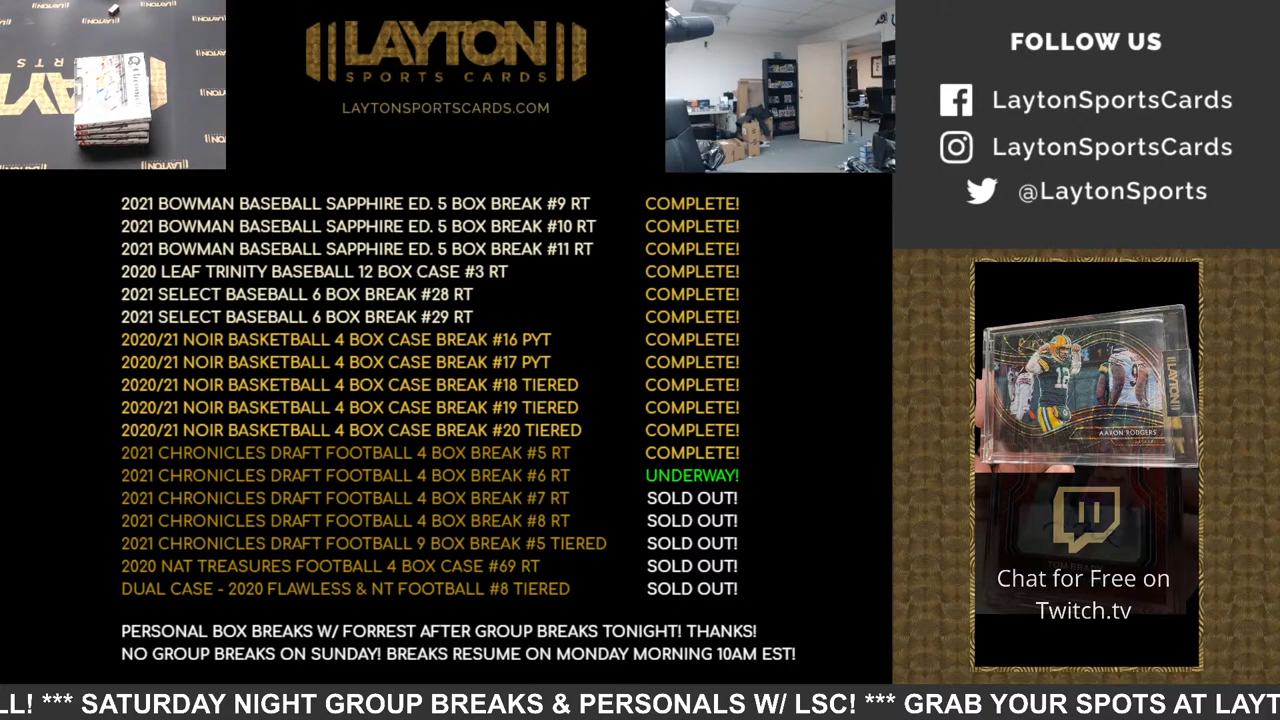 LAYTON
SPORTS CARDS
LAYTONSPORTSCARDS.COM
FOLLOW US
LaytonSportsCards
LaytonSportsCards
@LaytonSports
2021 BOWMAN BASEBALL SAPPHIRE ED. 5 BOX BREAK #9 RT COMPLETE!
2021 BOWMAN BASEBALL SAPPHIRE ED. 5 BOX BREAK #10 RT COMPLETE!
2021 BOWMAN BASEBALL SAPPHIRE ED. 5 BOX BREAK #11 RT COMPLETE!
2020 LEAF TRINITY BASEBALL 12 BOX CASE #3 RT COMPLETE!
2021 SELECT BASEBALL 6 BOX BREAK #28 RT COMPLETE!
2021 SELECT BASEBALL 6 BOX BREAK #29 RT COMPLETE!
2020/21 NOIR BASKETBALL 4 BOX CASE BREAK #16 PYT COMPLETE!
2020/21 NOIR BASKETBALL 4 BOX CASE BREAK #17 PYT COMPLETE!
2020/21 NOIR BASKETBALL 4 BOX CASE BREAK #18 TIERED COMPLETE!
2020/21 NOIR BASKETBALL 4 BOX CASE BREAK #19 TIERED COMPLETE!
2020/21 NOIR BASKETBALL 4 BOX CASE BREAK #20 TIERED COMPLETE!
2021 CHRONICLES DRAFT FOOTBALL 4 BOX BREAK #5 RT COMPLETE!
2021 CHRONICLES DRAFT FOOTBALL 4 BOX BREAK #6 RT UNDERWAY!
2021 CHRONICLES DRAFT FOOTBALL 4 BOX BREAK #7 RT SOLD OUT!
2021 CHRONICLES DRAFT FOOTBALL 4 BOX BREAK #8 RT SOLD OUT!
2021 CHRONICLES DRAFT FOOTBALL 9 BOX BREAK #5 TIERED SOLD OUT!
2020 NAT TREASURES FOOTBALL 4 BOX CASE #69 RT SOLD OUT!
DUAL CASE - 2020 FLAWLESS & NT FOOTBALL #8 TIERED SOLD OUT!
PERSONAL BOX BREAKS W/ FORREST AFTER GROUP BREAKS TONIGHT! THANKS!
NO GROUP BREAKS ON SUNDAY! BREAKS RESUME ON MONDAY MORNING 10AM EST!
AARON RODGERS
LAYTON
TOM BRADY
Chat for Free on
Twitch.tv
LL! *** SATURDAY NIGHT GROUP BREAKS & PERSONALS W/ LSC! *** GRAB YOUR SPOTS AT LAYT